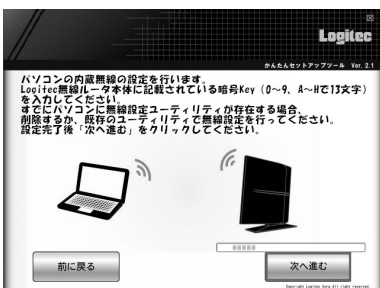 Logitec
かんたんセットアップツール Ver. 2.1
パソコンの内蔵無線の設定を行います。
Logitec無線ルータ本体に記載されている暗号Key（0〜9、A〜Hで13文字）
を入力してください。
すでにパソコンに無線設定ユーティリティが存在する場合、
削除するか、既存のユーティリティで無線設定を行ってください。
設定完了後「次へ進む」をクリックしてください。
前に戻る
次へ進む
Copyright Logitec Corp.All right reserved.